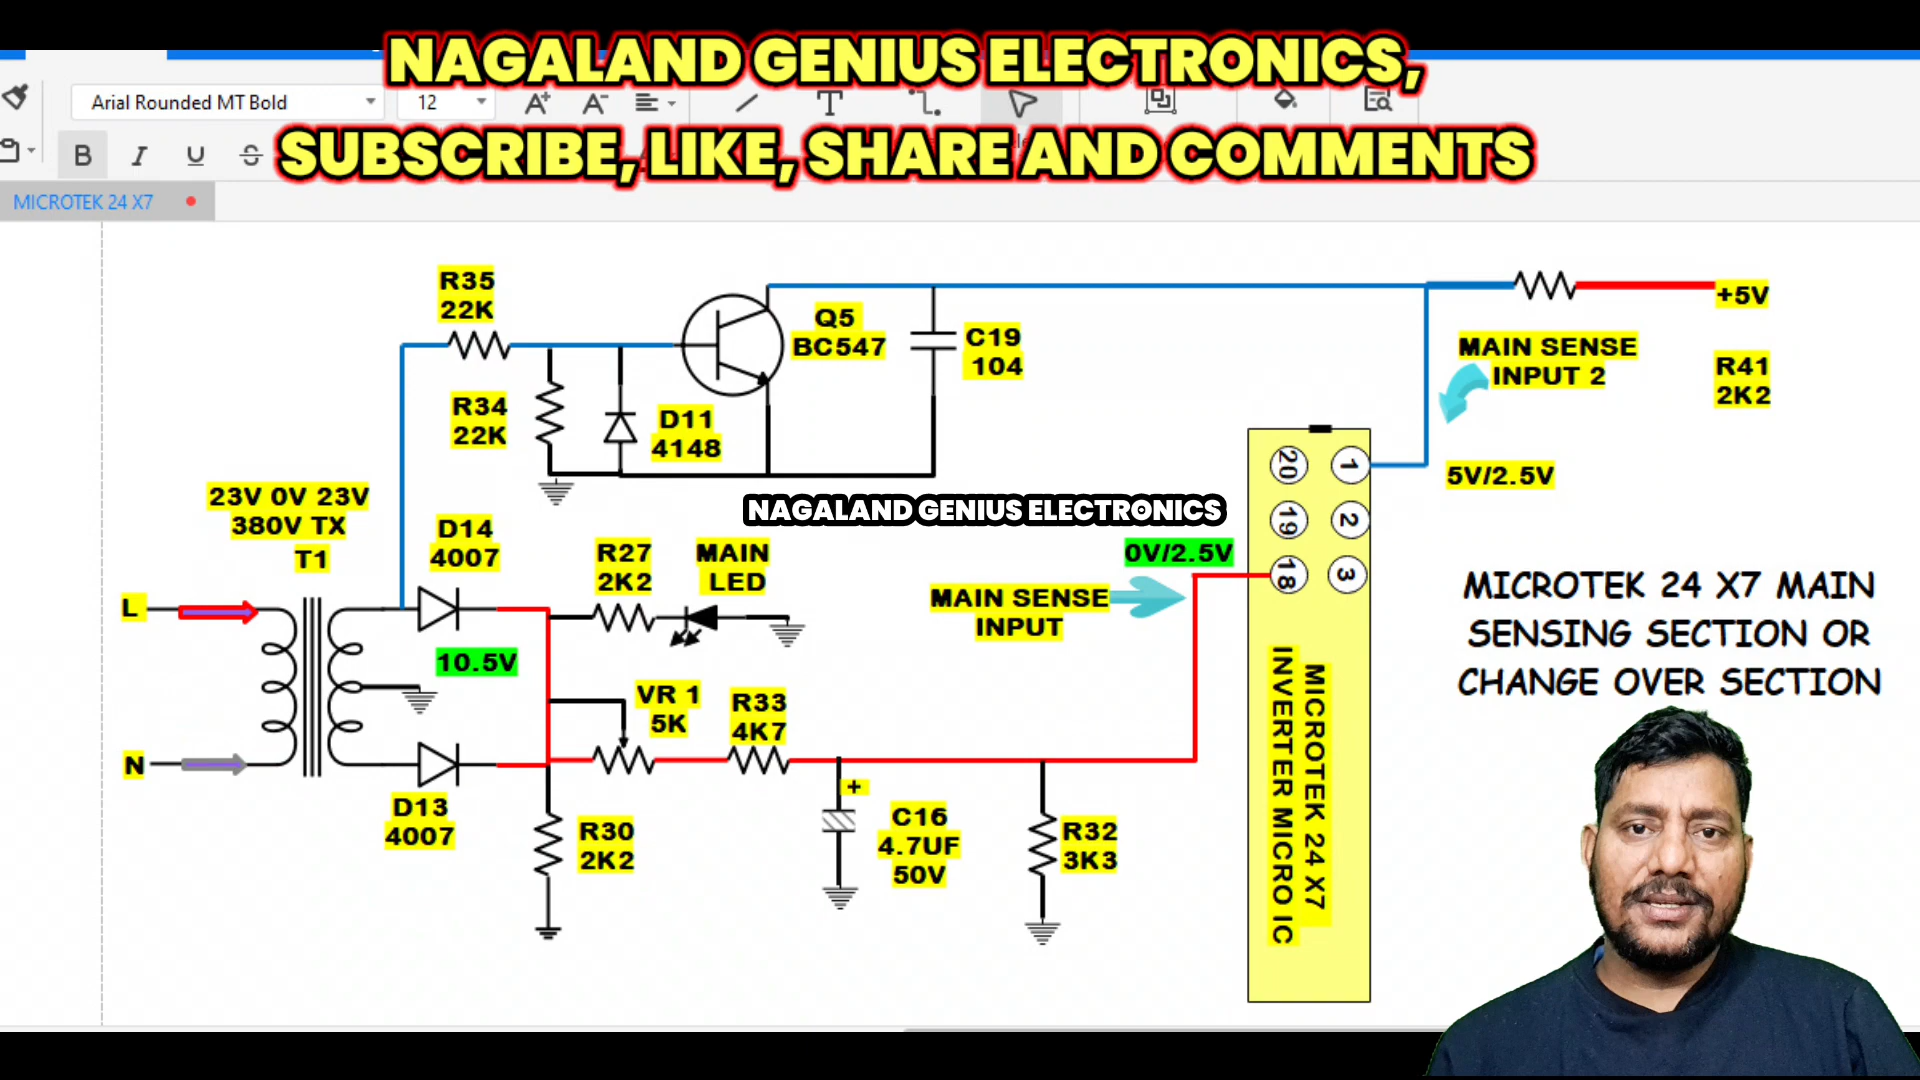 NAGALAND GENIUS ELECTRONICS,
SUBSCRIBE, LIKE, SHARE AND COMMENTS
Arial Rounded MT Bold
12
MICROTEK 24 X7
R35
22K
Q5
BC547
C19
104
+5V
MAIN SENSE
INPUT 2
R41
2K2
R34
22K
D11
4148
5V/2.5V
23V 0V 23V
380V TX
T1
D14
4007
NAGALAND GENIUS ELECTRONICS
R27
2K2
MAIN
LED
0V/2.5V
20
1
19
2
18
3
L
10.5V
MAIN SENSE
INPUT
MICROTEK 24 X7 MAIN
SENSING SECTION OR
CHANGE OVER SECTION
VR 1
5K
R33
4K7
N
D13
4007
R30
2K2
+
C16
4.7UF
50V
R32
3K3
MICROTEK 24 X7
INVERTER MICRO IC